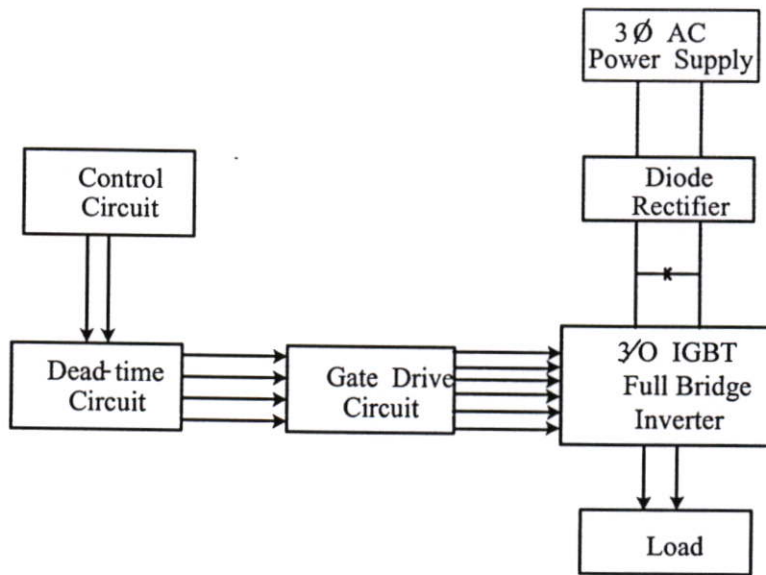 3Ø AC
Power Supply
Control
Circuit
Diode
Rectifier
Dead-time
Circuit
Gate Drive
Circuit
3/O IGBT
Full Bridge
Inverter
Load